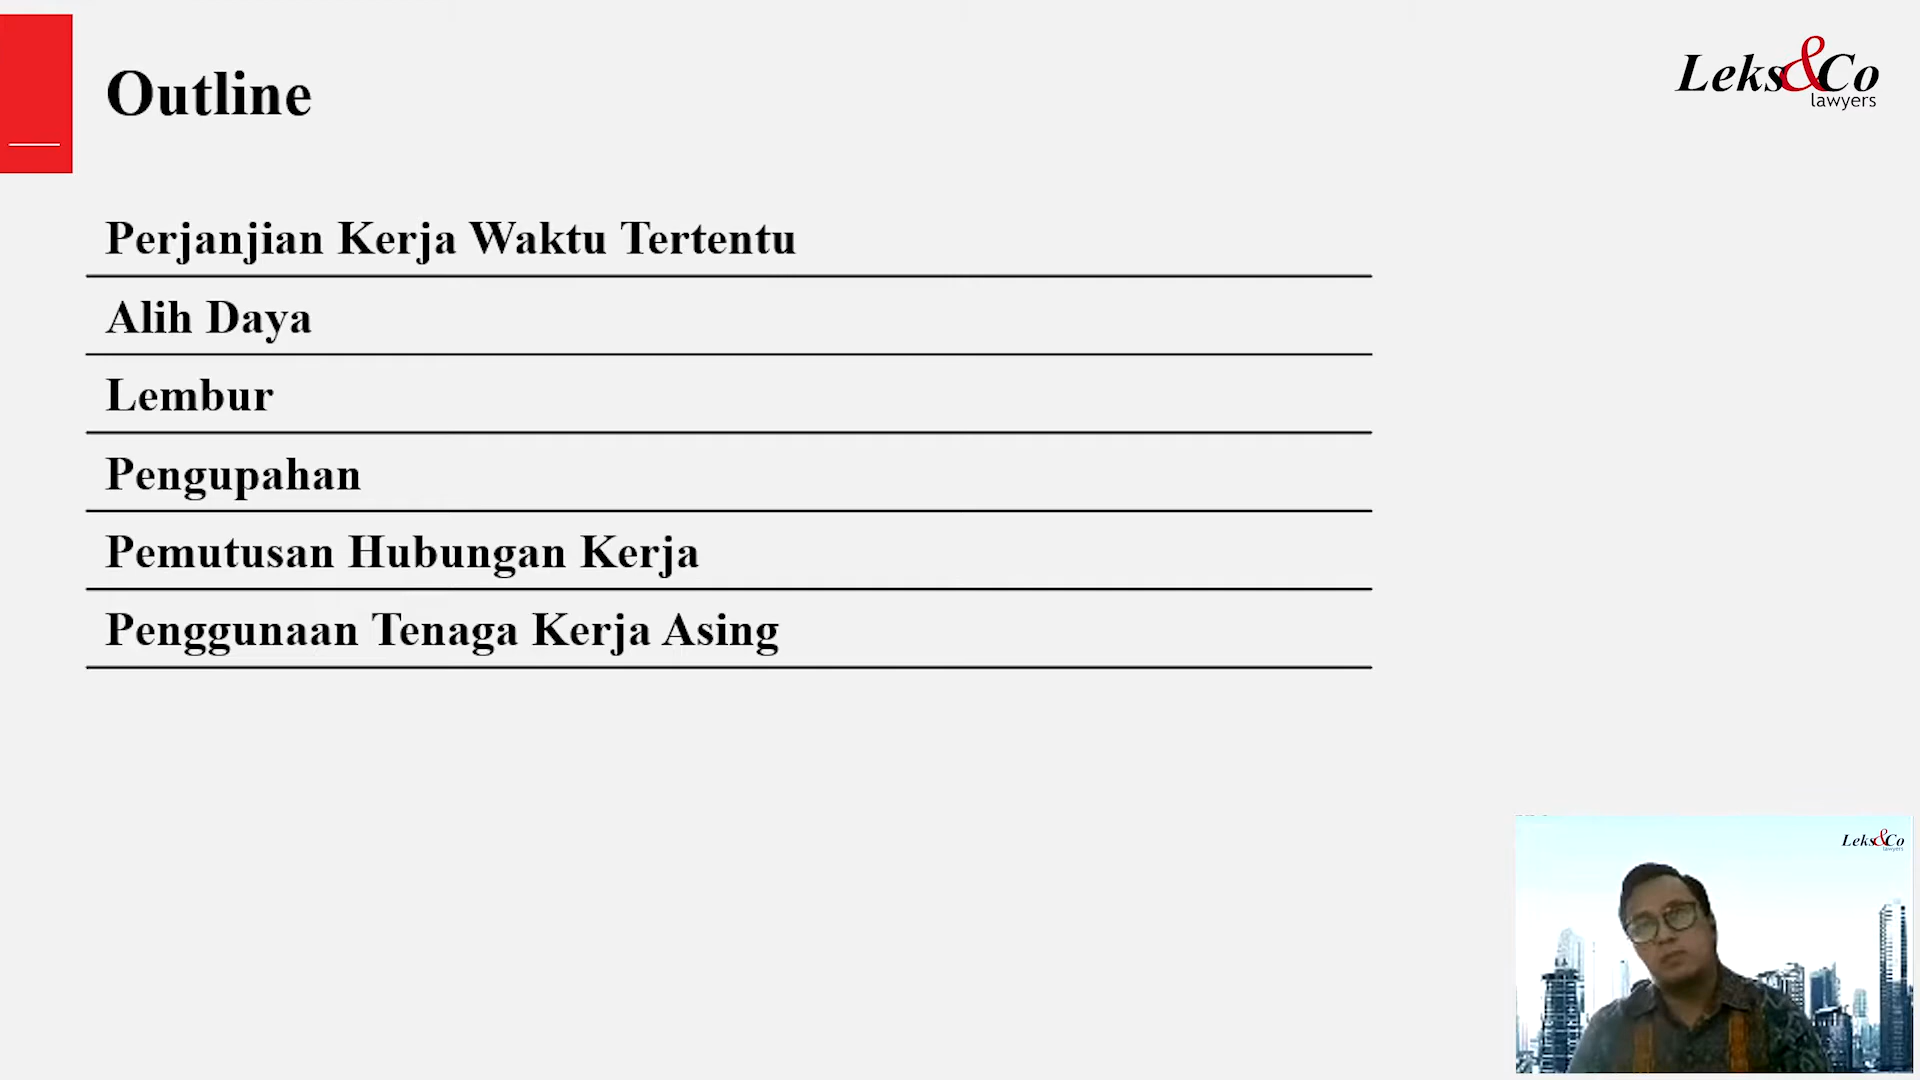 Outline
Leks&Co
lawyers
Perjanjian Kerja Waktu Tertentu
Alih Daya
Lembur
Pengupahan
Pemutusan Hubungan Kerja
Penggunaan Tenaga Kerja Asing
Leks&Co
lawyers